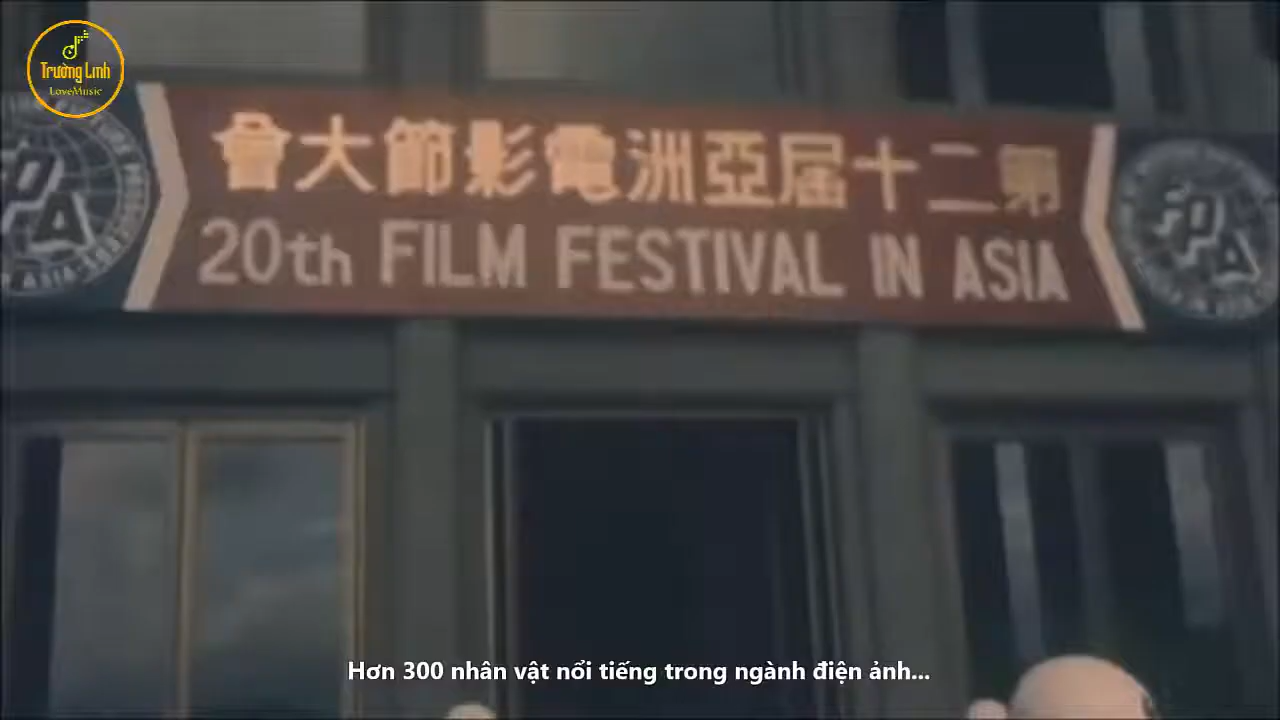 Trường Linh
LoveMusic
會大節影電洲亞屆十二第
20th FILM FESTIVAL IN ASIA
FPA
Hơn 300 nhân vật nổi tiếng trong ngành điện ảnh...